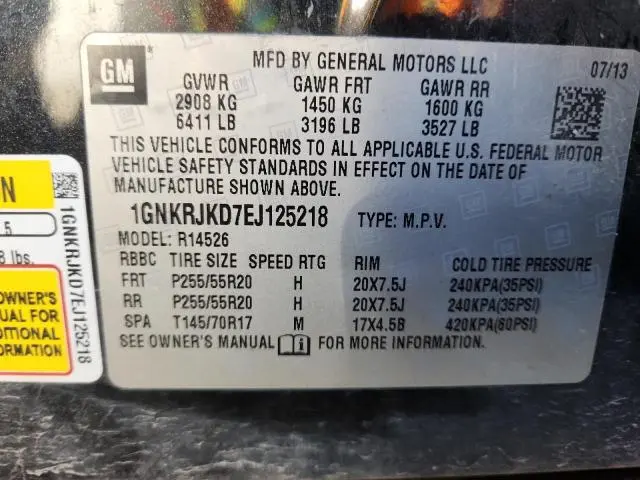 GM
MFD BY GENERAL MOTORS LLC 07/13
GVWR GAWR FRT GAWR RR
2908 KG 1450 KG 1600 KG
6411 LB 3196 LB 3527 LB
THIS VEHICLE CONFORMS TO ALL APPLICABLE U.S. FEDERAL MOTOR
VEHICLE SAFETY STANDARDS IN EFFECT ON THE DATE OF
MANUFACTURE SHOWN ABOVE.
1GNKRJKD7EJ125218 TYPE: M.P.V.
MODEL: R14526
RBBC TIRE SIZE SPEED RTG RIM COLD TIRE PRESSURE
FRT P255/55R20 H 20X7.5J 240KPA(35PSI)
RR P255/55R20 H 20X7.5J 240KPA(35PSI)
SPA T145/70R17 M 17X4.5B 420KPA(60PSI)
SEE OWNER'S MANUAL FOR MORE INFORMATION.
N
.5
lbs.
OWNER'S
UAL FOR
ITIONAL
ORMATION
1GNKRJKD7EJ125218